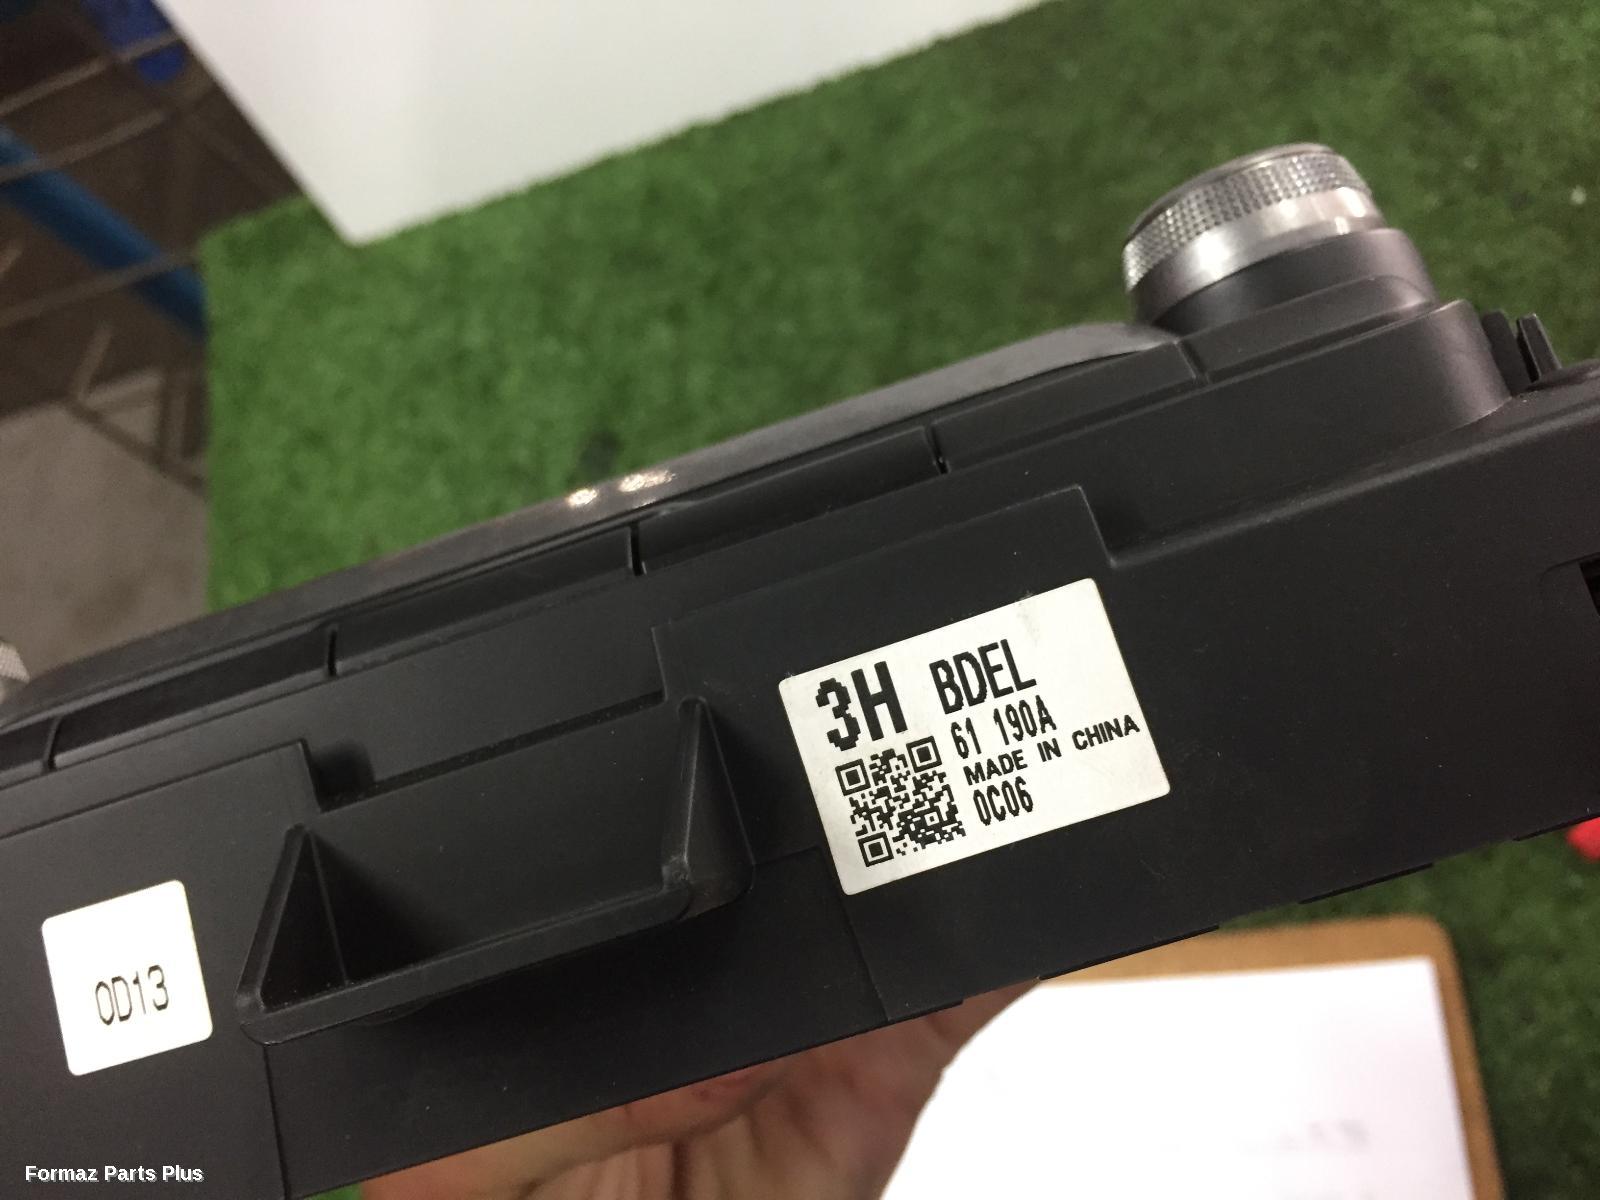 3H BDEL
61 190A
MADE IN CHINA
0C06
0D13
Formaz Parts Plus